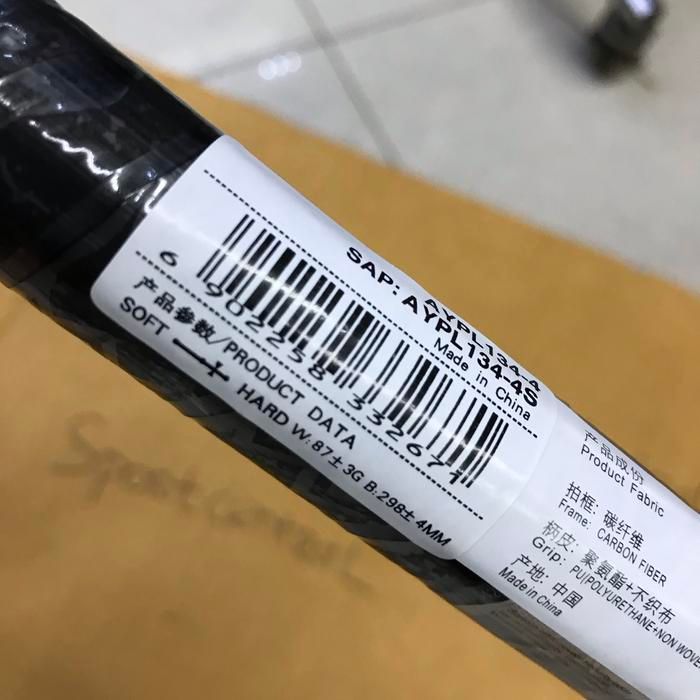 AYPL134-4
SAP: AYPL134-4S
Made in China
6 902258 332671
产品参数/PRODUCT DATA
SOFT HARD W:87±3G B:298±4MM
产品成份
Product Fabric
拍框: 碳纤维
Frame: CARBON FIBER
柄皮: 聚氨酯+不织布
Grip: PU(POLYURETHANE+NON WOVE
产地: 中国
Made in China